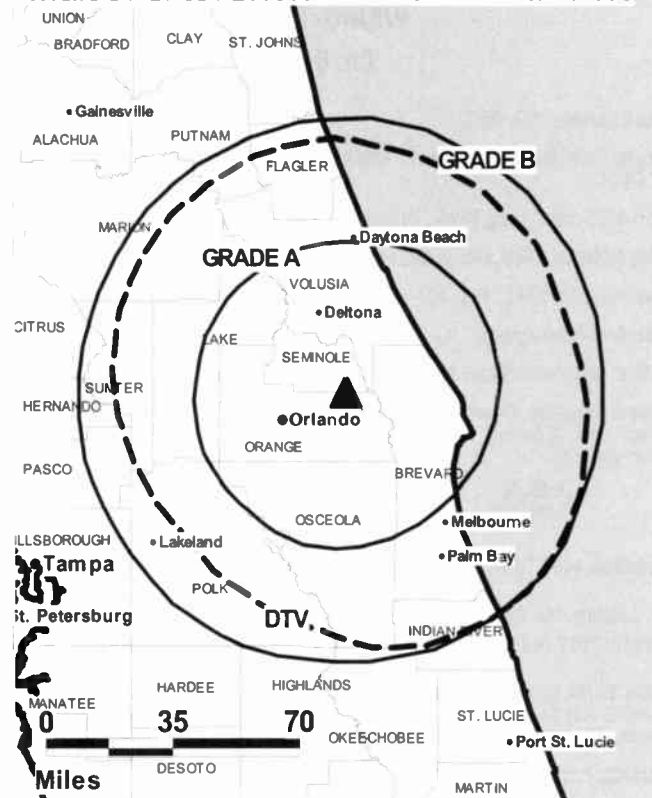 UNION
BRADFORD
CLAY
ST. JOHNS
Gainesville
ALACHUA
PUTNAM
GRADE B
FLAGLER
MARION
Daytona Beach
GRADE A
VOLUSIA
Deltona
CITRUS
LAKE
SEMINOLE
SUMTER
HERNANDO
Orlando
ORANGE
PASCO
BREVARD
OSCEOLA
Melbourne
ILLSBOROUGH
Lakeland
Palm Bay
Tampa
POLK
St. Petersburg
DTV
INDIAN RIVER
HARDEE
HIGHLANDS
MANATEE
0 35 70
ST. LUCIE
OKEECHOBEE
Port St. Lucie
DESOTO
Miles
MARTIN